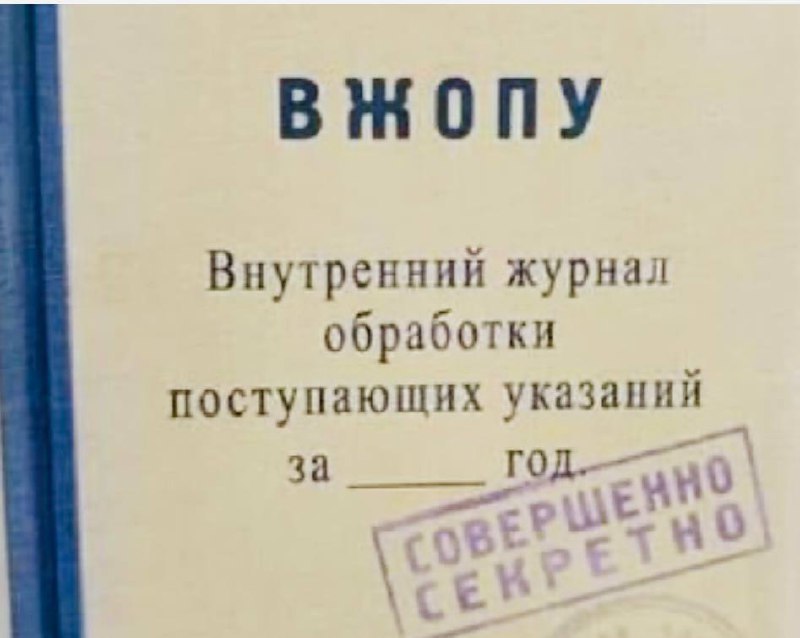 ВЖОПУ
Внутренний журнал
обработки
поступающих указаний
за ______ год.
СОВЕРШЕННО
СЕКРЕТНО